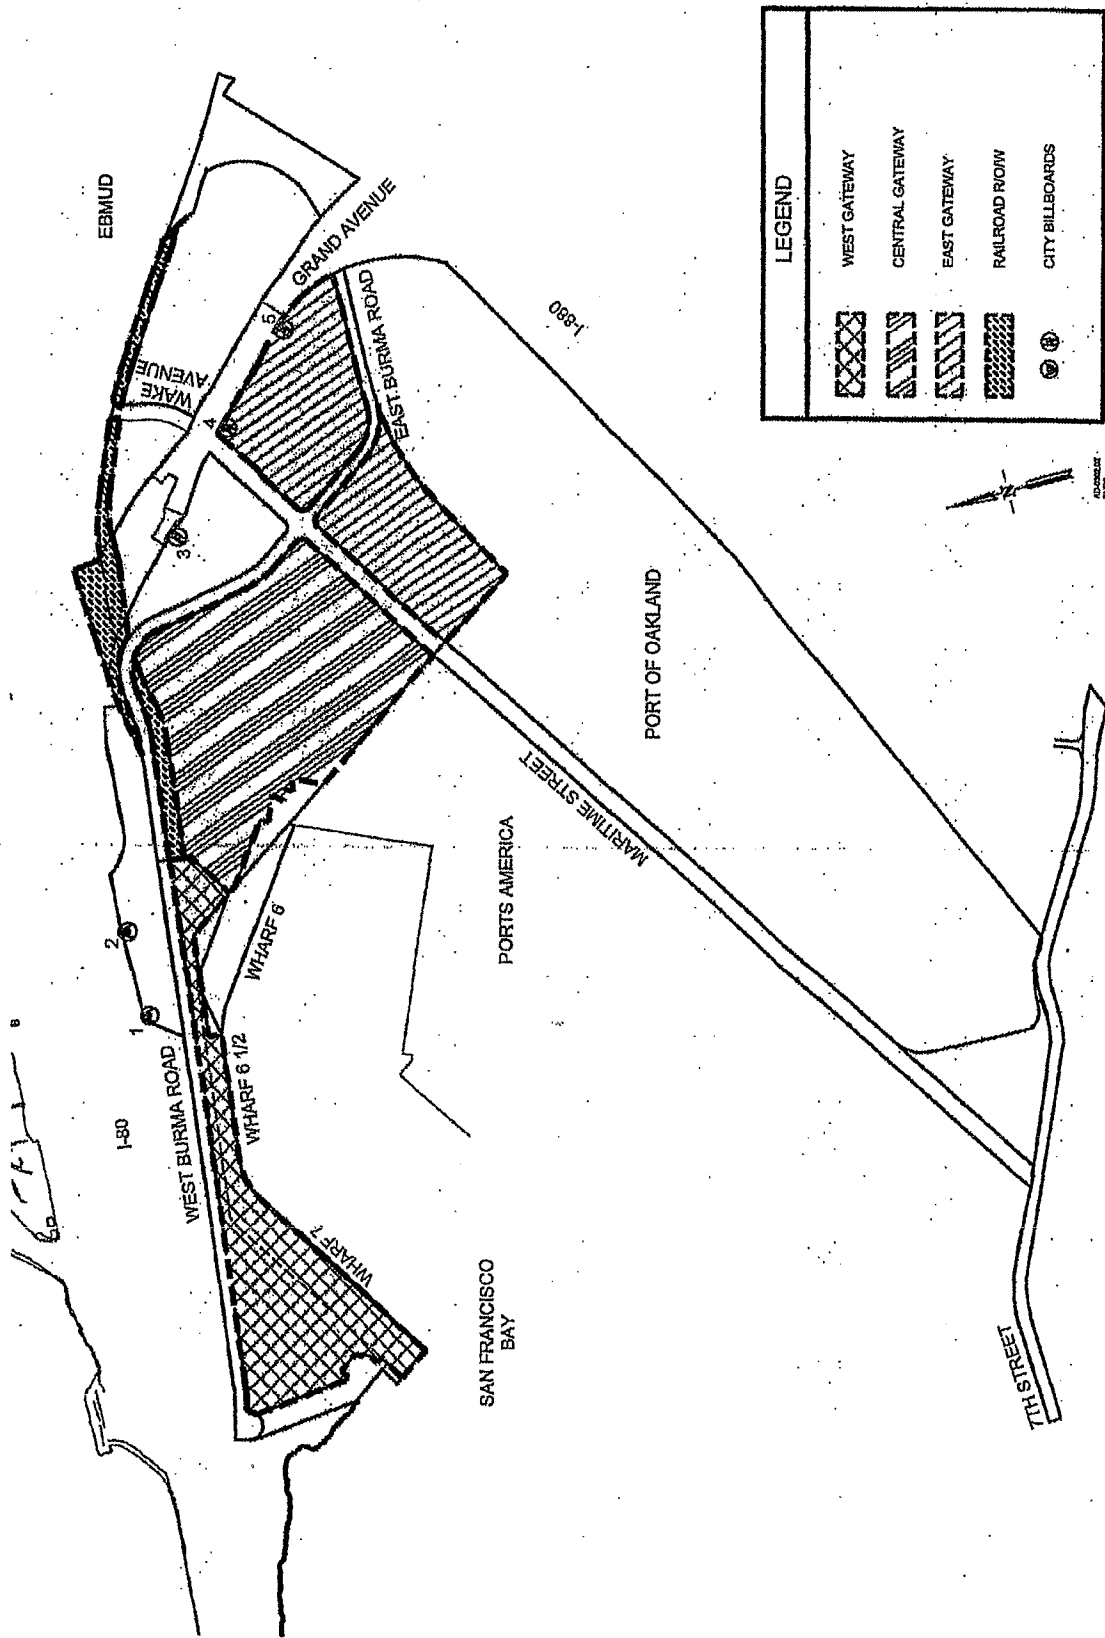 EBMUD
WAKE
AVENUE
GRAND AVENUE
5
4
3
EAST BURMA ROAD
I-880
2
1
I-80
WEST BURMA ROAD
WHARF 6
WHARF 6 1/2
WHARF 7
PORTS AMERICA
PORT OF OAKLAND
MARITIME STREET
SAN FRANCISCO
BAY
7TH STREET
N
LEGEND
WEST GATEWAY
CENTRAL GATEWAY
EAST GATEWAY
RAILROAD R/O/W
CITY BILLBOARDS